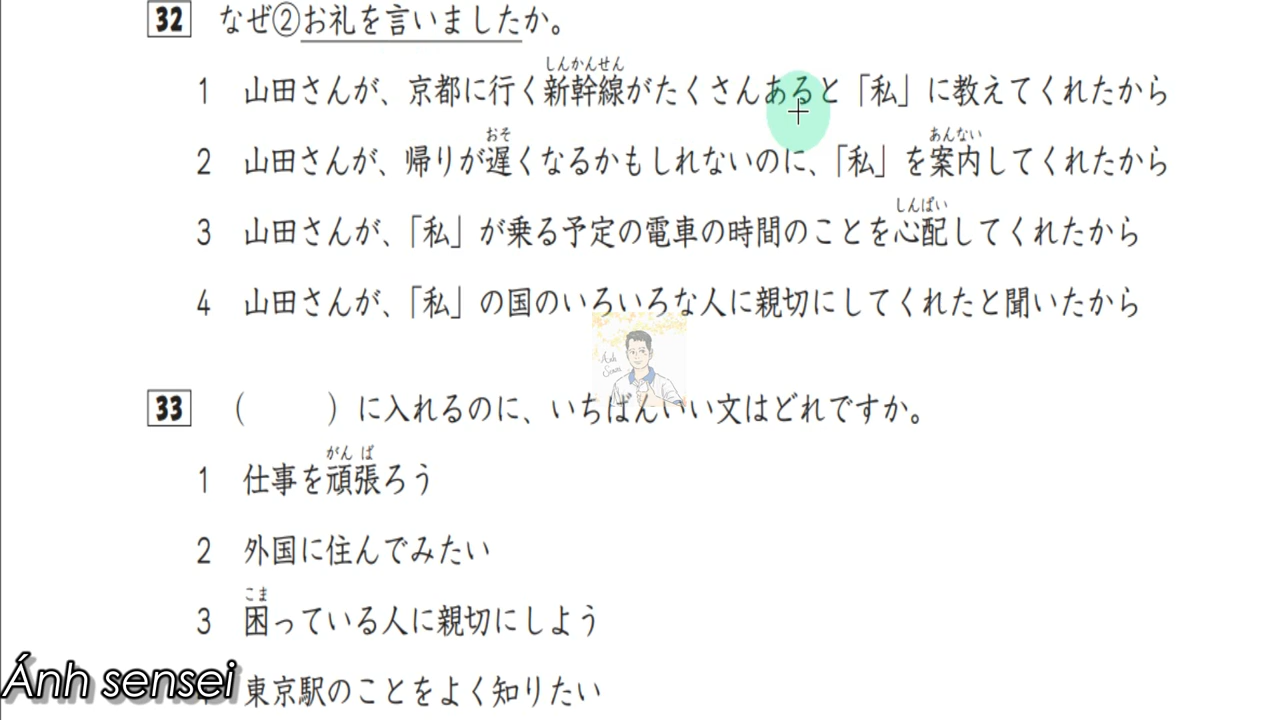 32 なぜ②お礼を言いましたか。
しんかんせん
1 山田さんが、京都に行く新幹線がたくさんあると「私」に教えてくれたから
おそ あんない
2 山田さんが、帰りが遅くなるかもしれないのに、「私」を案内してくれたから
しんぱい
3 山田さんが、「私」が乗る予定の電車の時間のことを心配してくれたから
4 山田さんが、「私」の国のいろいろな人に親切にしてくれたと聞いたから
Ánh
Sensei
33 ( )に入れるのに、いちばんいい文はどれですか。
がん ば
1 仕事を頑張ろう
2 外国に住んでみたい
こま
3 困っている人に親切にしよう
Ánh sensei
東京駅のことをよく知りたい